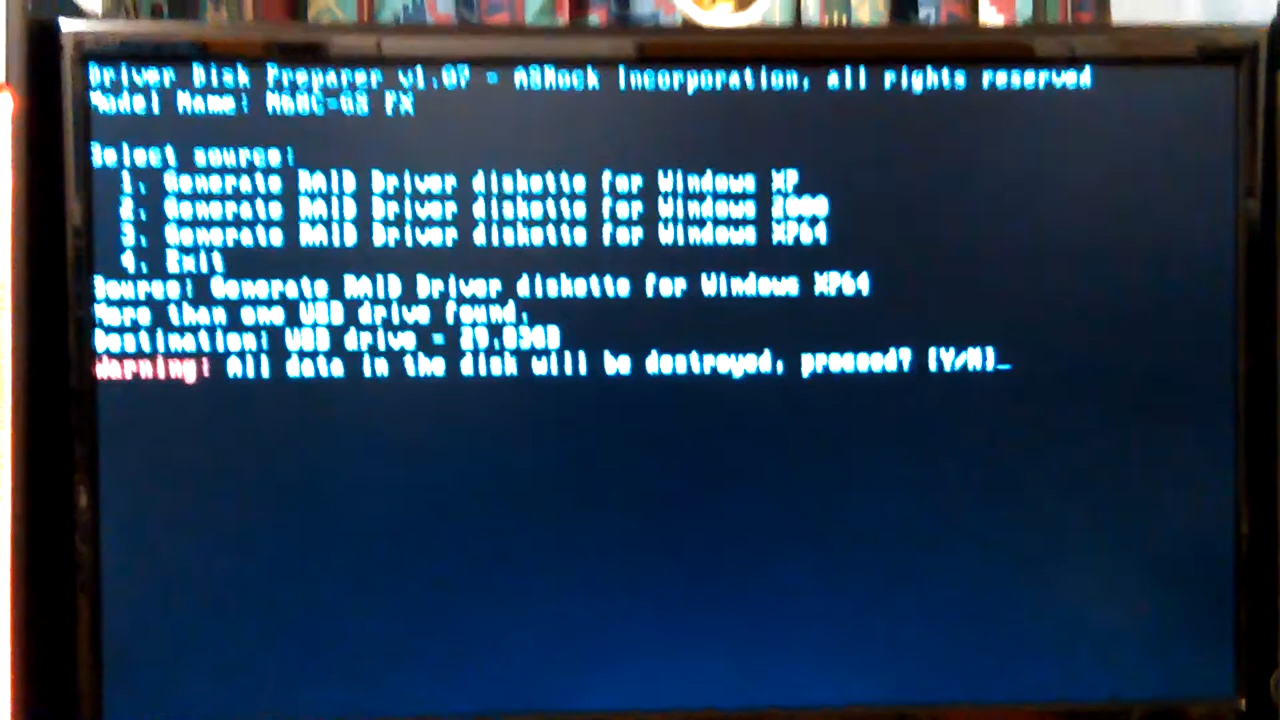 Driver Disk Preparer v1.07 - ASRock Incorporation, all rights reserved
Model Name: N68C-GS FX
Select source:
1. Generate RAID Driver diskette for Windows XP
2. Generate RAID Driver diskette for Windows 2000
3. Generate RAID Driver diskette for Windows XP64
4. Exit
Source: Generate RAID Driver diskette for Windows XP64
More than one USB drive found.
Destination: USB drive - 29.83GB
Warning: All data in the disk will be destroyed, proceed? [Y/N]_